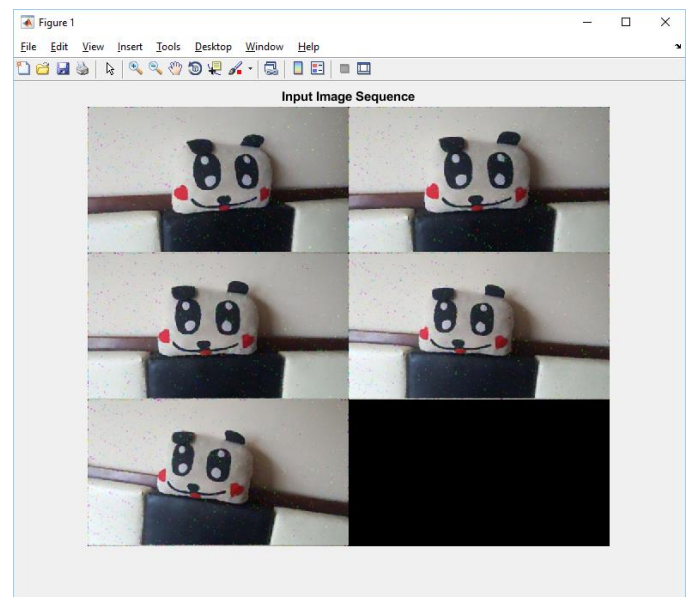 Figure 1
File Edit View Insert Tools Desktop Window Help
Input Image Sequence